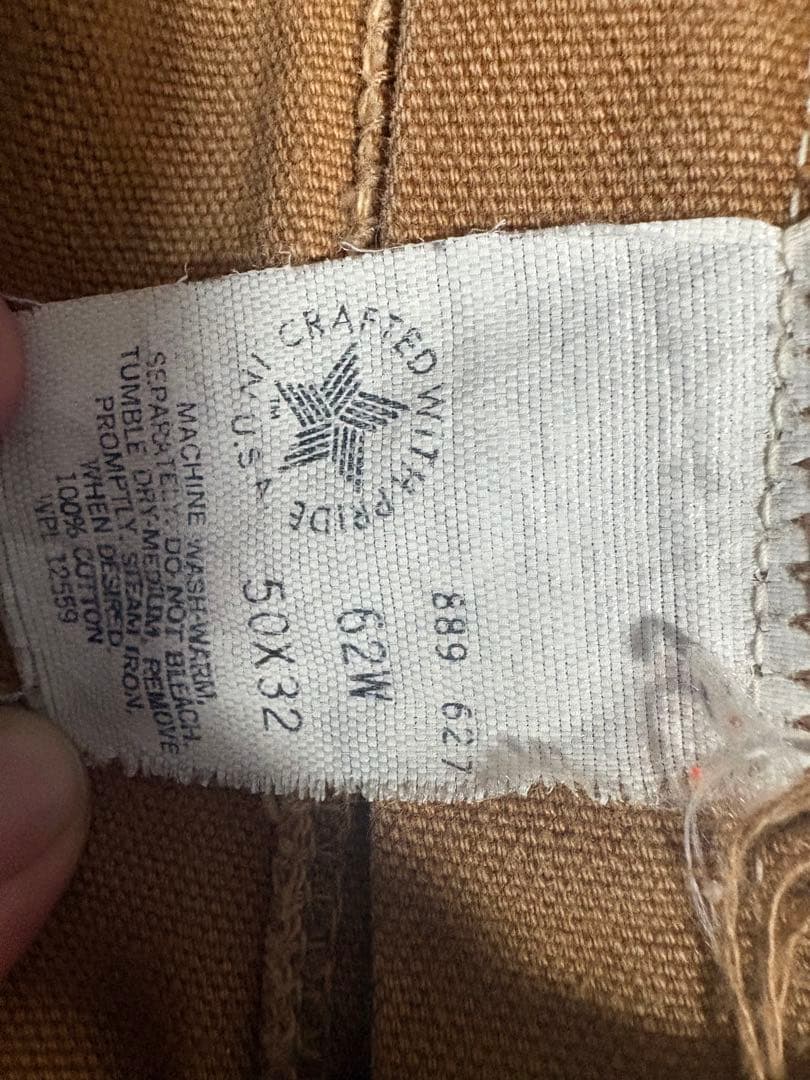 889 627
62W
50X32
CRAFTED WITH PRIDE
IN U.S.A.
TM
MACHINE WASH-WARM,
SEPARATELY. DO NOT BLEACH.
TUMBLE DRY-MEDIUM, REMOVE
PROMPTLY. STEAM IRON,
WHEN DESIRED
100% COTTON
WPL 12559